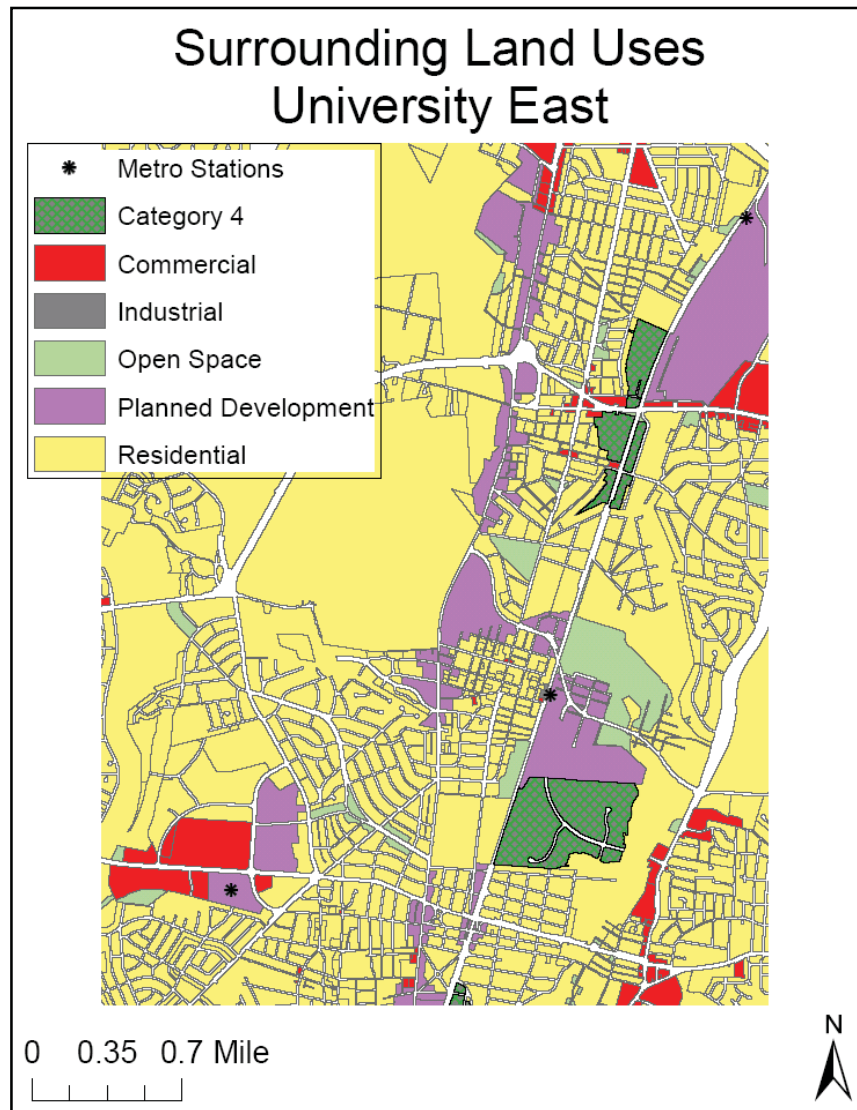 Surrounding Land Uses
University East
Metro Stations
Category 4
Commercial
Industrial
Open Space
Planned Development
Residential
0 0.35 0.7 Mile
N